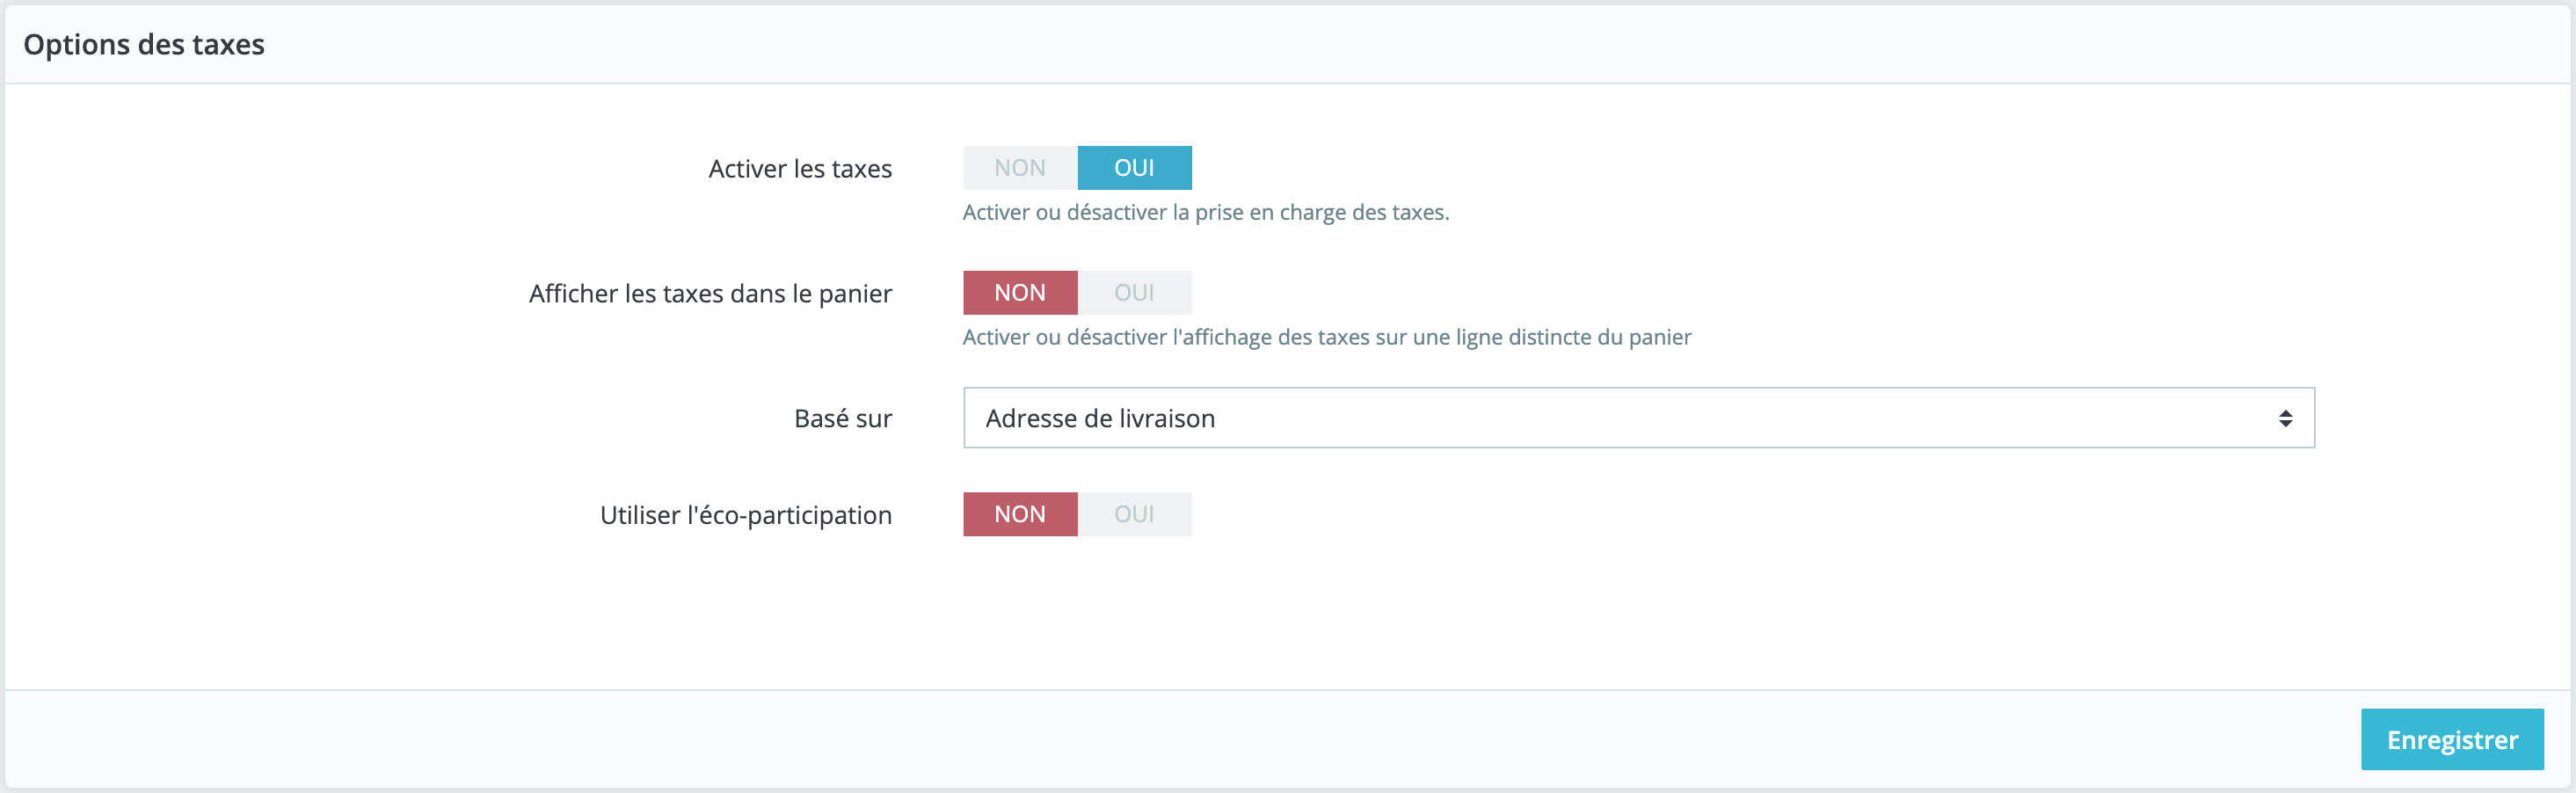 Options des taxes
Activer les taxes NON OUI
Activer ou désactiver la prise en charge des taxes.
Afficher les taxes dans le panier NON OUI
Activer ou désactiver l'affichage des taxes sur une ligne distincte du panier
Basé sur Adresse de livraison
Utiliser l'éco-participation NON OUI
Enregistrer